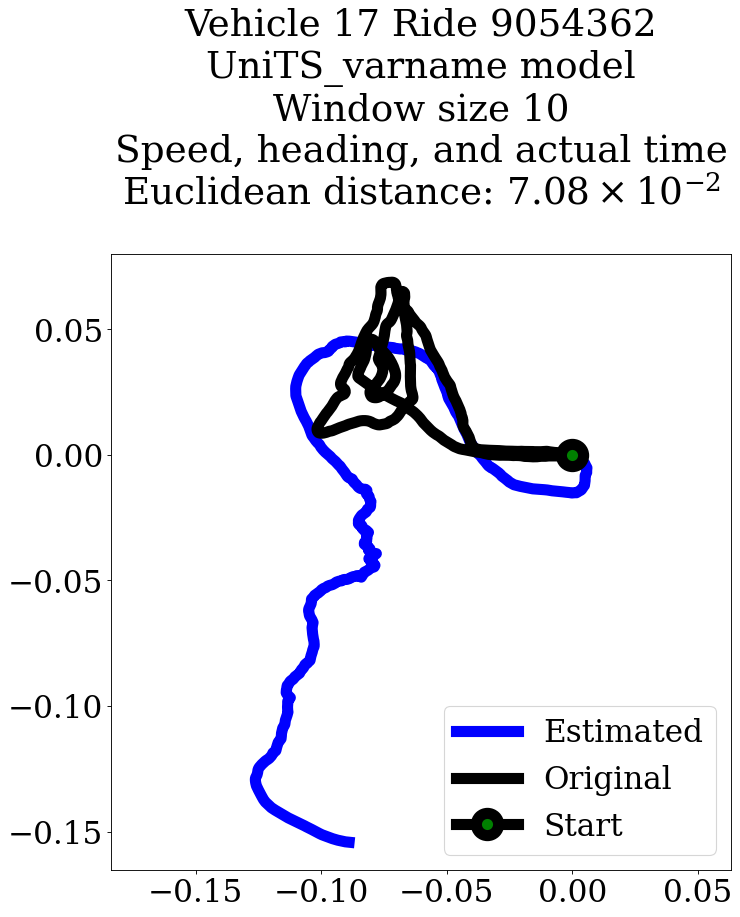 Vehicle 17 Ride 9054362
UniTS_varname model
Window size 10
Speed, heading, and actual time
Euclidean distance: 7.08 × 10⁻²
0.05
0.00
−0.05
−0.10
−0.15
Estimated
Original
Start
−0.15 −0.10 −0.05 0.00 0.05